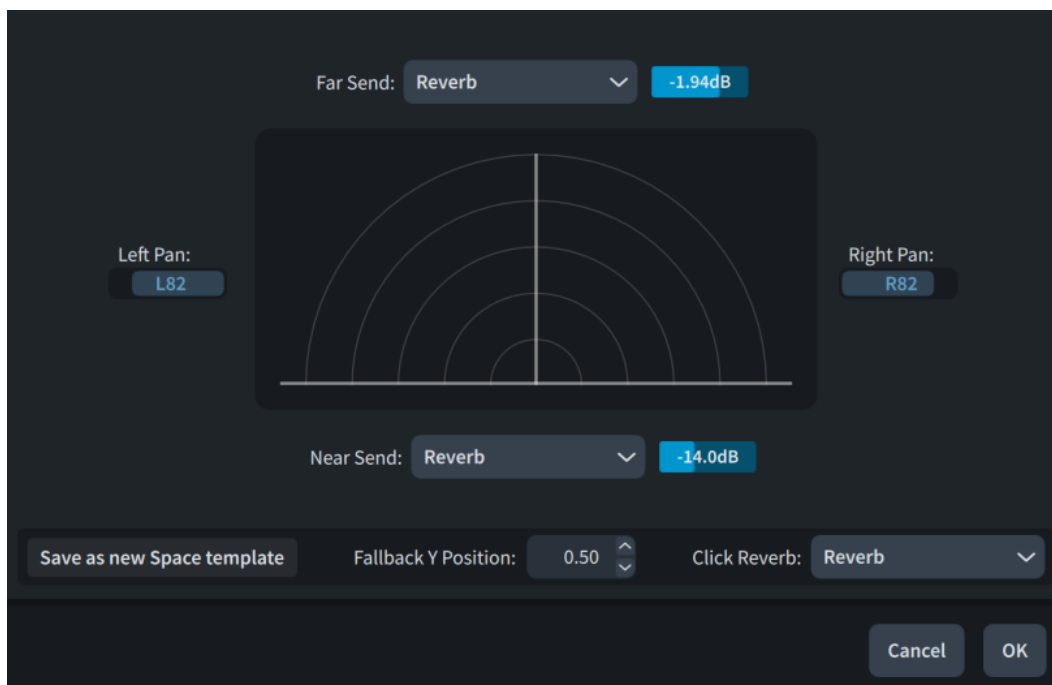 Far Send: Reverb -1.94dB
Left Pan:
L82
Right Pan:
R82
Near Send: Reverb -14.0dB
Save as new Space template Fallback Y Position: 0.50 Click Reverb: Reverb
Cancel OK